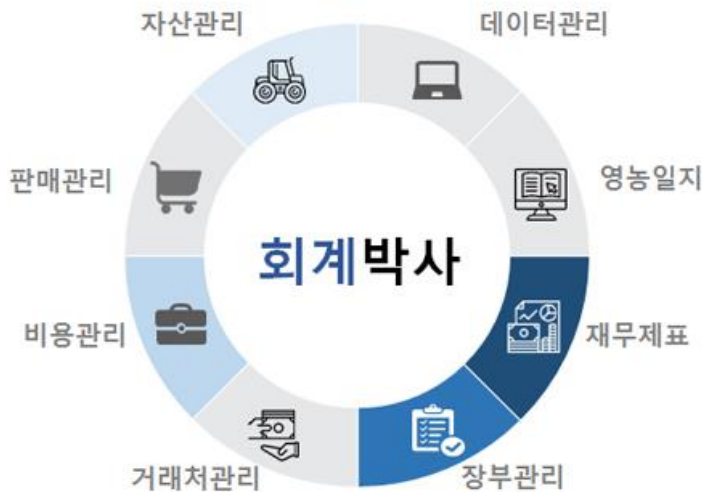 자산관리
데이터관리
판매관리
영농일지
회계박사
비용관리
재무제표
거래처관리
장부관리